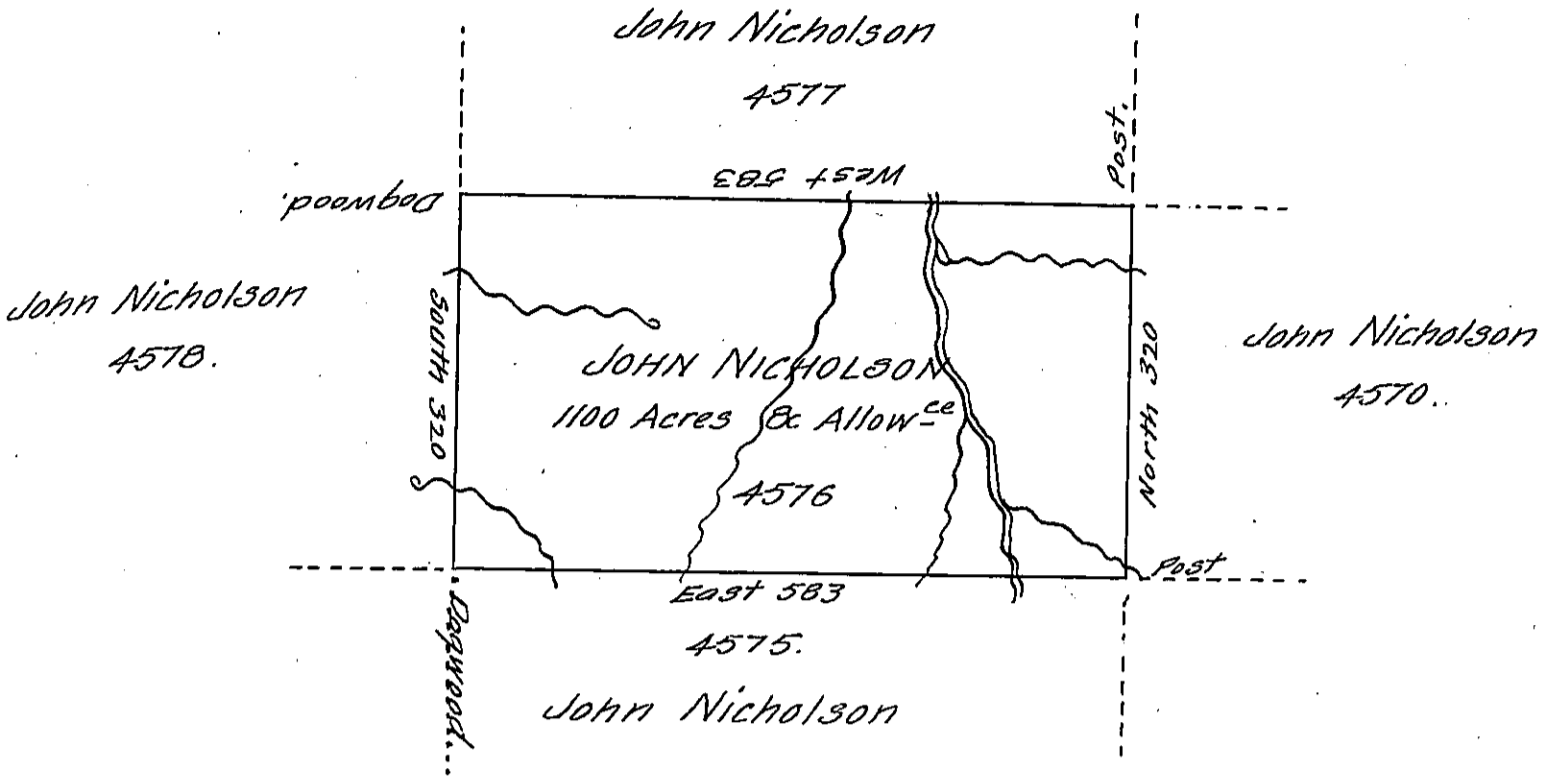 John Nicholson
4577
Post.
West 583
Dogwood.
John Nicholson
4578.
South 320
JOHN NICHOLSON
1100 Acres & Allow-ce
4576
North 320
John Nicholson
4570..
Post
East 583
4575.
John Nicholson
Dogwood....